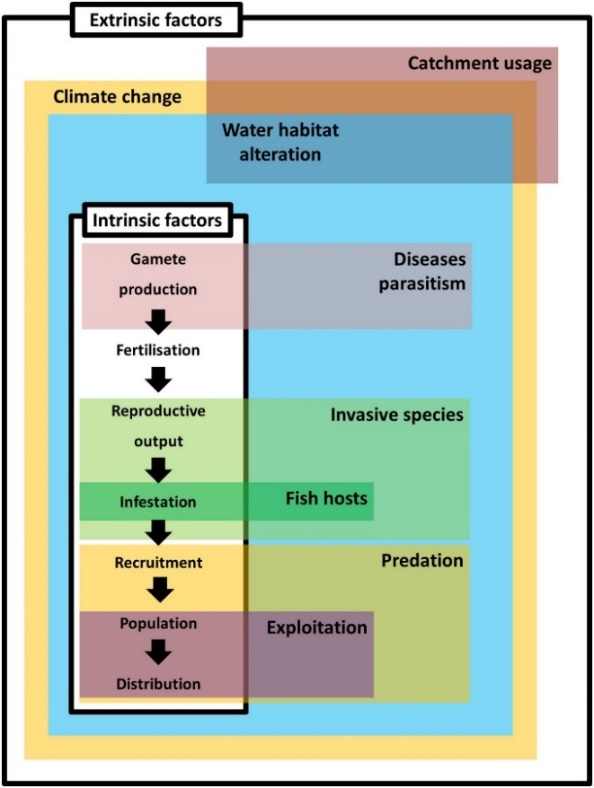 Extrinsic factors
Catchment usage
Climate change
Water habitat
alteration
Intrinsic factors
Gamete
production
Diseases
parasitism
Fertilisation
Reproductive
output
Invasive species
Infestation
Fish hosts
Recruitment
Predation
Population
Exploitation
Distribution